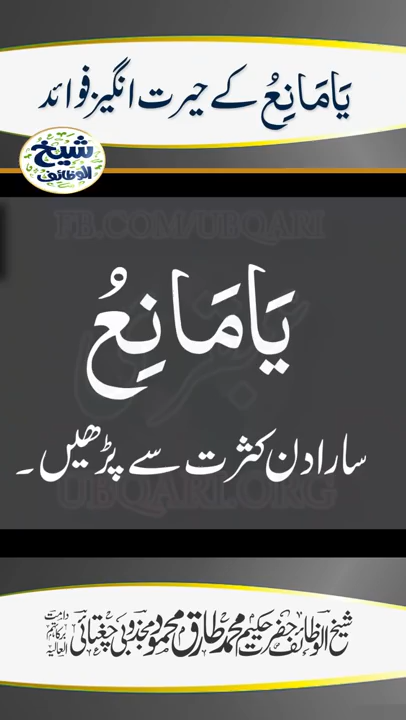 یَامَانِعُ کے حیرت انگیز فوائد
شیخ
الوظائف
FB.COM/UBQARI
یَامَانِعُ
عبقری
سارا دن کثرت سے پڑھیں۔
UBQARI.ORG
شیخ الوظائف حضرت حکیم محمد طارق محمود مجذوبی چغتائی دامت برکاتہم العالیہ